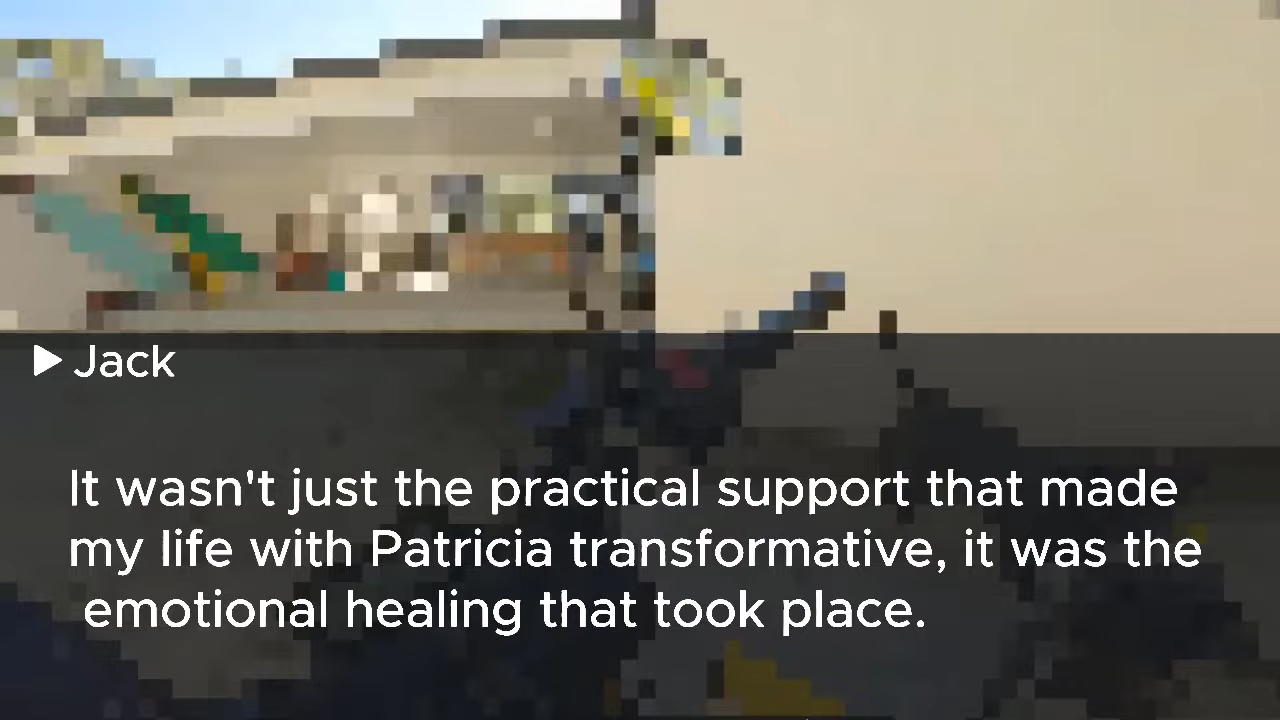 Jack
It wasn't just the practical support that made
my life with Patricia transformative, it was the
emotional healing that took place.